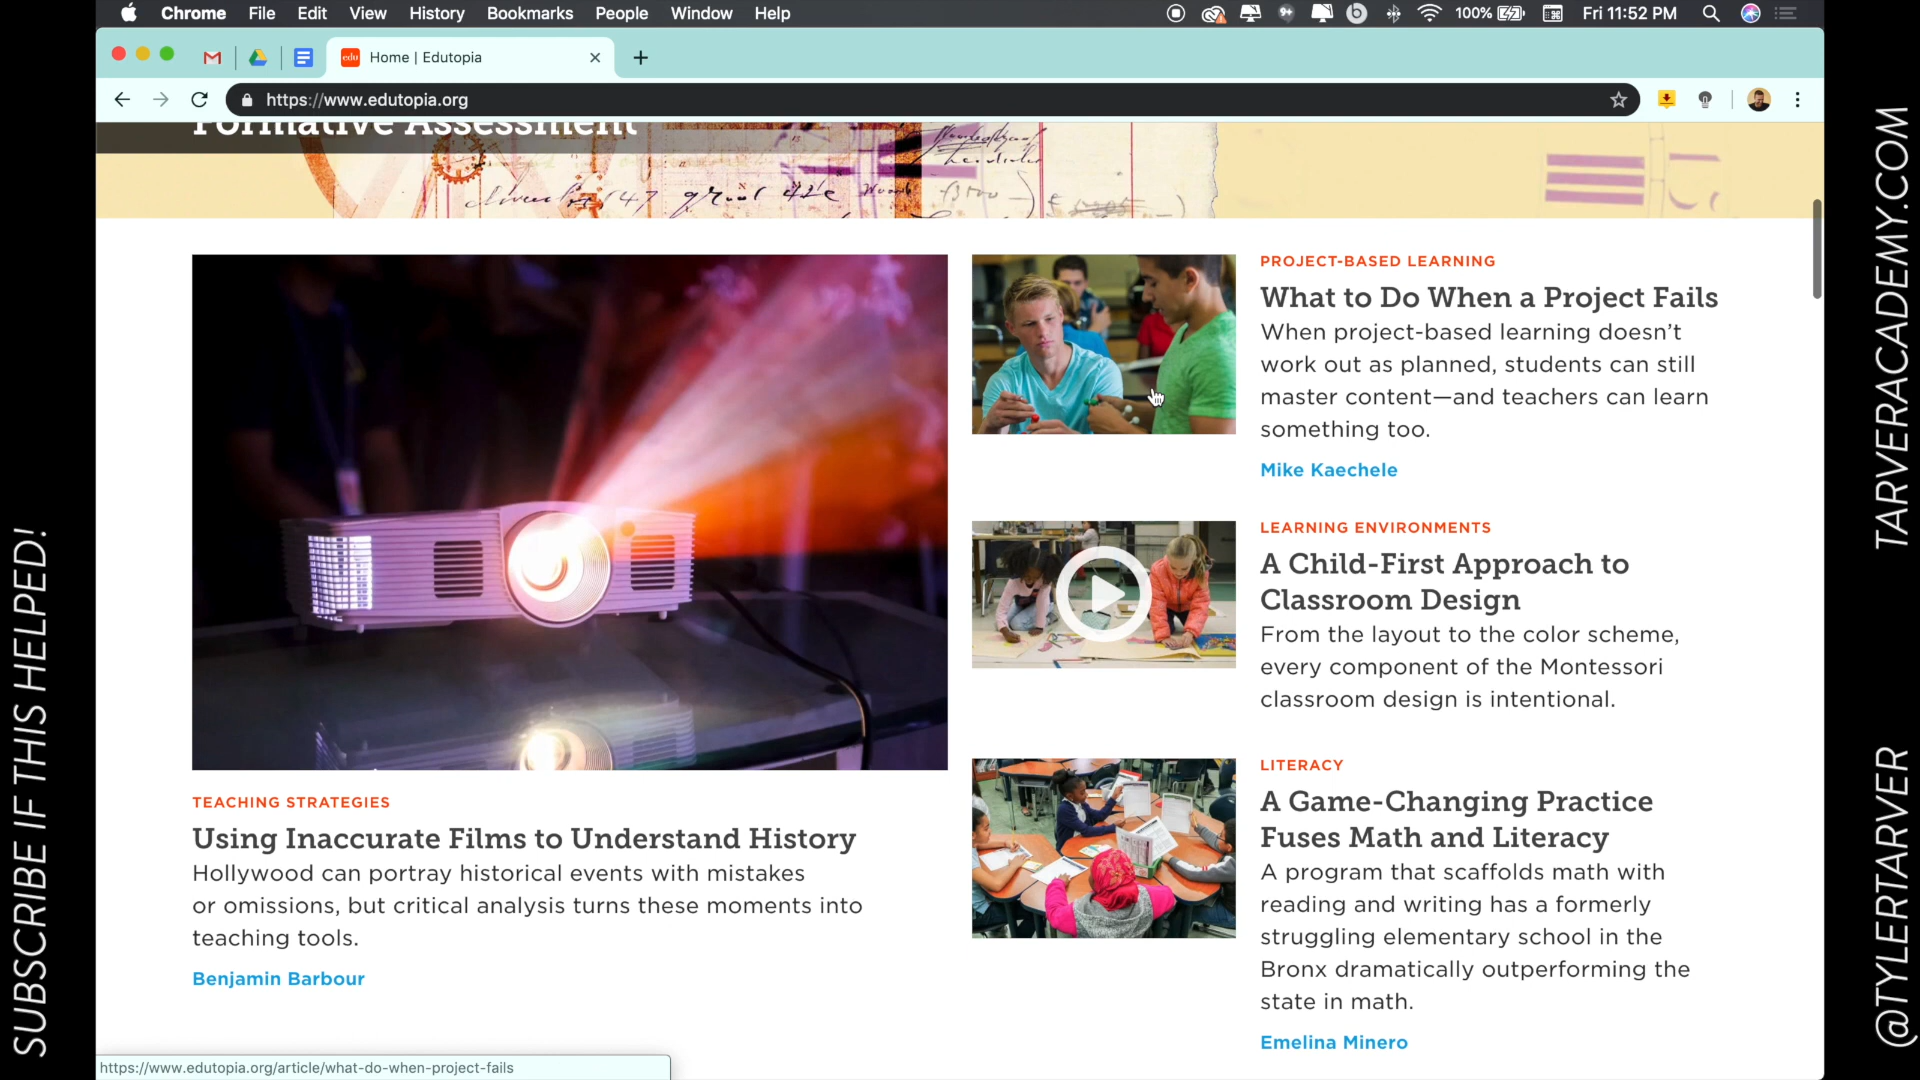 Chrome File Edit View History Bookmarks People Window Help
100% Fri 11:52 PM
edu Home | Edutopia
https://www.edutopia.org
Formative Assessment
PROJECT-BASED LEARNING
What to Do When a Project Fails
When project-based learning doesn’t
work out as planned, students can still
master content—and teachers can learn
something too.
Mike Kaechele
LEARNING ENVIRONMENTS
A Child-First Approach to
Classroom Design
From the layout to the color scheme,
every component of the Montessori
classroom design is intentional.
LITERACY
A Game-Changing Practice
Fuses Math and Literacy
A program that scaffolds math with
reading and writing has a formerly
struggling elementary school in the
Bronx dramatically outperforming the
state in math.
Emelina Minero
TEACHING STRATEGIES
Using Inaccurate Films to Understand History
Hollywood can portray historical events with mistakes
or omissions, but critical analysis turns these moments into
teaching tools.
Benjamin Barbour
https://www.edutopia.org/article/what-do-when-project-fails
SUBSCRIBE IF THIS HELPED!
TARVERACADEMY.COM
@TYLERTARVER